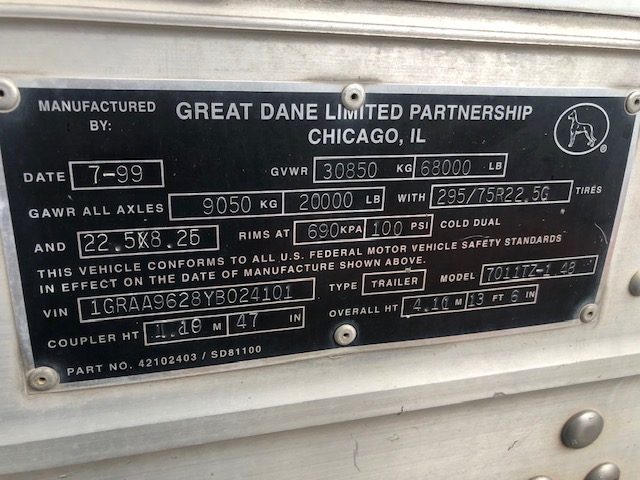 MANUFACTURED BY: GREAT DANE LIMITED PARTNERSHIP
CHICAGO, IL
DATE 7-99 GVWR 30850 KG 68000 LB
GAWR ALL AXLES 9050 KG 20000 LB WITH 295/75R22.5G TIRES
AND 22.5X8.25 RIMS AT 690 KPA 100 PSI COLD DUAL
THIS VEHICLE CONFORMS TO ALL U.S. FEDERAL MOTOR VEHICLE SAFETY STANDARDS
IN EFFECT ON THE DATE OF MANUFACTURE SHOWN ABOVE.
VIN 1GRAA9628YB024101 TYPE TRAILER MODEL 7011TZ-1 48
COUPLER HT 1.19 M 47 IN OVERALL HT 4.11 M 13 FT 6 IN
PART NO. 42102403 / SD81100
®